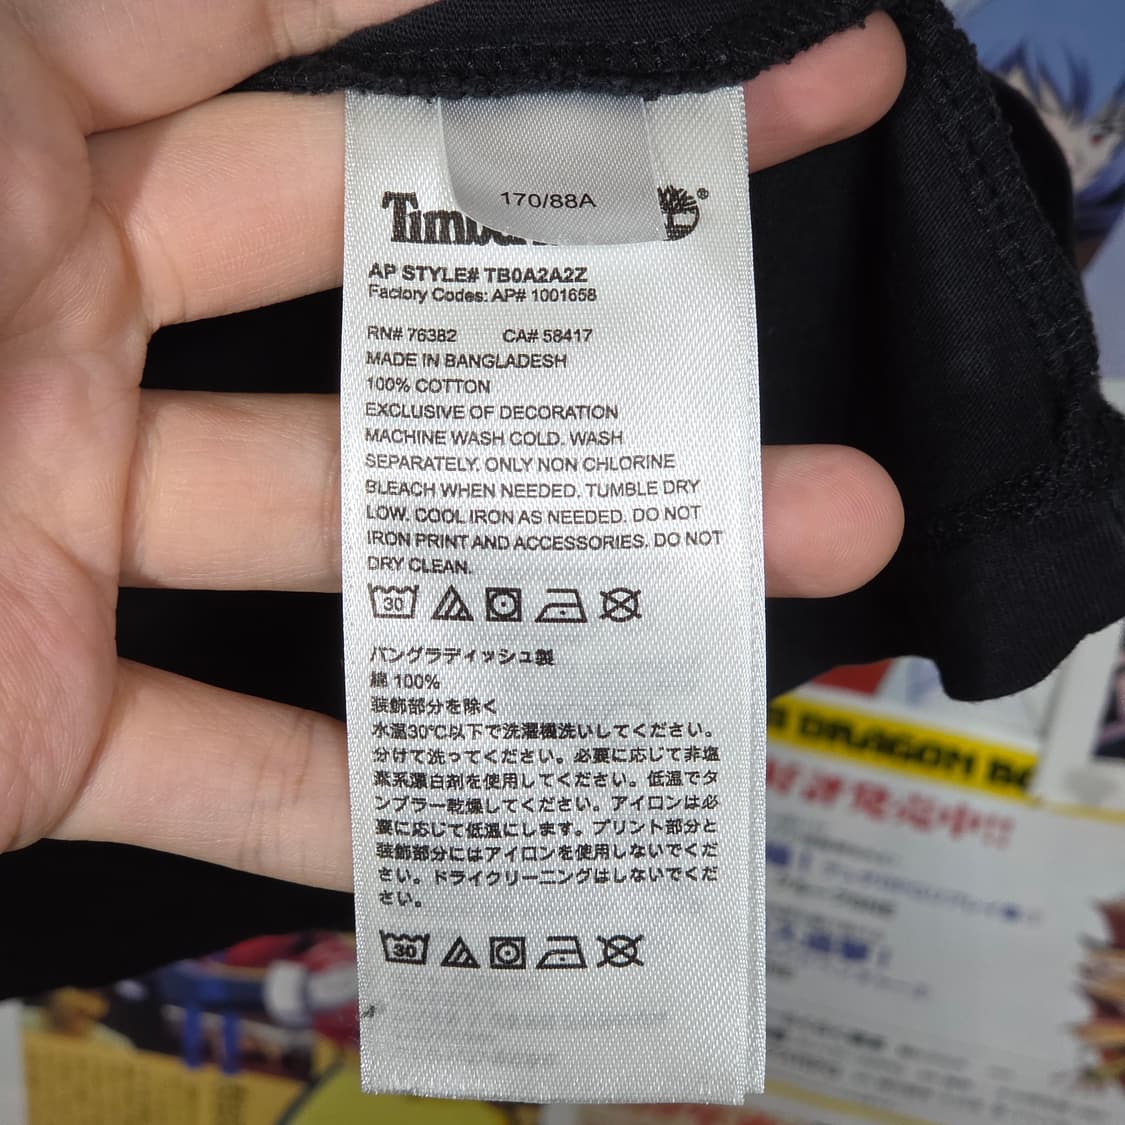 170/88A
AP STYLE# TB0A2A2Z
Factory Codes: AP# 1001658
RN# 76382 CA# 58417
MADE IN BANGLADESH
100% COTTON
EXCLUSIVE OF DECORATION
MACHINE WASH COLD. WASH
SEPARATELY. ONLY NON CHLORINE
BLEACH WHEN NEEDED. TUMBLE DRY
LOW. COOL IRON AS NEEDED. DO NOT
IRON PRINT AND ACCESSORIES. DO NOT
DRY CLEAN.
30
バングラディッシュ製
綿 100%
装飾部分を除く
水温30℃以下で洗濯機洗いしてください。
分けて洗ってください。必要に応じて非塩
素系漂白剤を使用してください。低温でタ
ンブラー乾燥してください。アイロンは必
要に応じて低温にします。プリント部分と
装飾部分にはアイロンを使用しないでくだ
さい。ドライクリーニングはしないでくだ
さい。
30
DRAGON
発売中!!